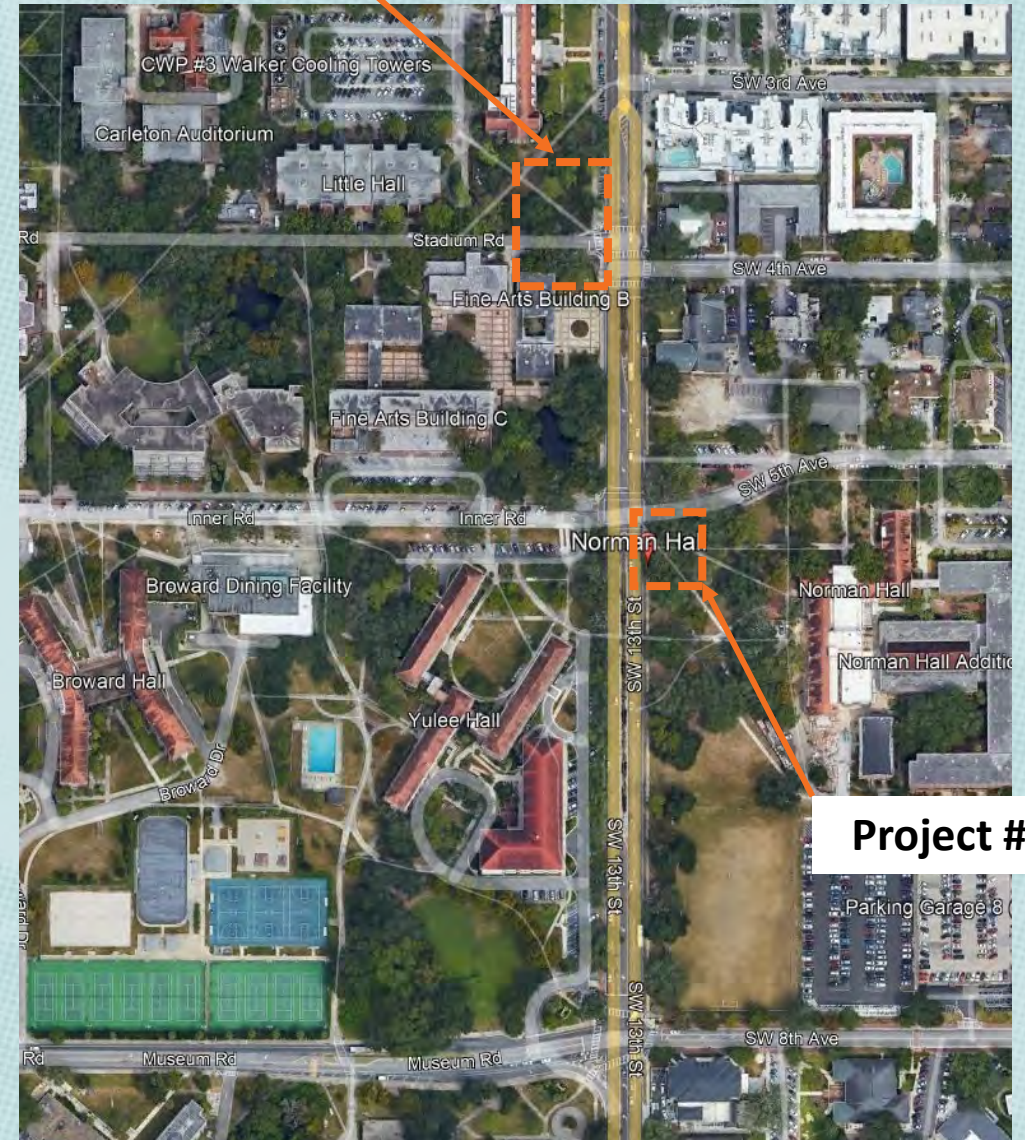 CWP #3 Walker Cooling Towers
SW 3rd Ave
Carleton Auditorium
Little Hall
Rd
Stadium Rd
SW 4th Ave
Fine Arts Building B
Fine Arts Building C
SW 5th Ave
Inner Rd
Inner Rd
Norman Hall
Broward Dining Facility
Norman Hall
SW 13th St
Norman Hall Additio
Broward Hall
Yulee Hall
Broward Dr
SW 13th St
Project #
Parking Garage 8 (
SW 13th St
SW 8th Ave
Rd
Museum Rd
Museum Rd